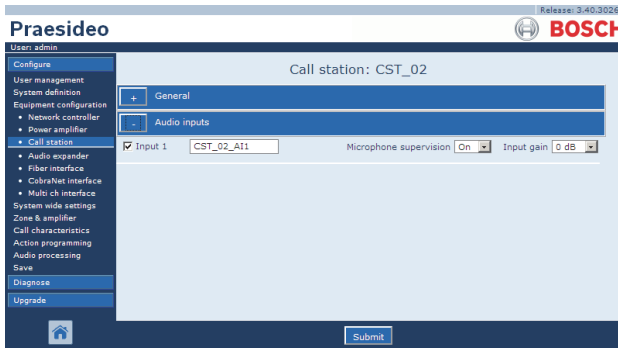 Release: 3.40.3026
Praesideo
BOSCH
User: admin
Configure
User management
System definition
Equipment configuration
• Network controller
• Power amplifier
• Call station
• Audio expander
• Fiber interface
• CobraNet interface
• Multi ch interface
System wide settings
Zone & amplifier
Call characteristics
Action programming
Audio processing
Save
Diagnose
Upgrade
Call station: CST_02
+ General
- Audio inputs
Input 1 CST_02_AI1 Microphone supervision On Input gain 0 dB
Submit